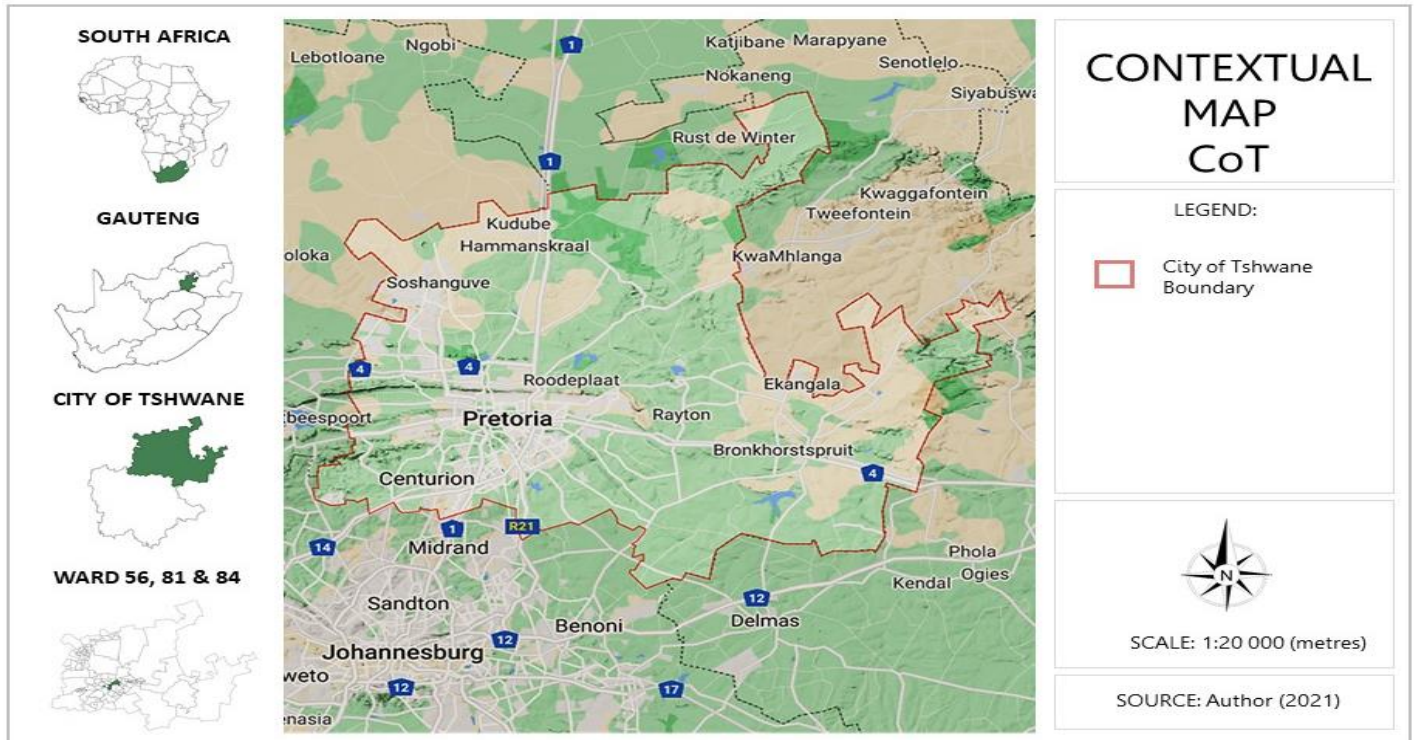 SOUTH AFRICA
GAUTENG
CITY OF TSHWANE
WARD 56, 81 & 84
Lebotloane
Ngobi
1
Katjibane
Marapyane
Nokaneng
Senotlelo
Siyabuswa
Rust de Winter
1
Kwaggafontein
Tweefontein
Kudube
Hammanskraal
oloka
KwaMhlanga
Soshanguve
4
4
Roodeplaat
Ekangala
beespoort
Pretoria
Rayton
Bronkhorstspruit
4
Centurion
1
R21
14
Midrand
Phola
Ogies
Kendal
Sandton
12
Benoni
Delmas
12
Johannesburg
weto
12
17
enasia
CONTEXTUAL
MAP
CoT
LEGEND:
City of Tshwane
Boundary
N
SCALE: 1:20 000 (metres)
SOURCE: Author (2021)